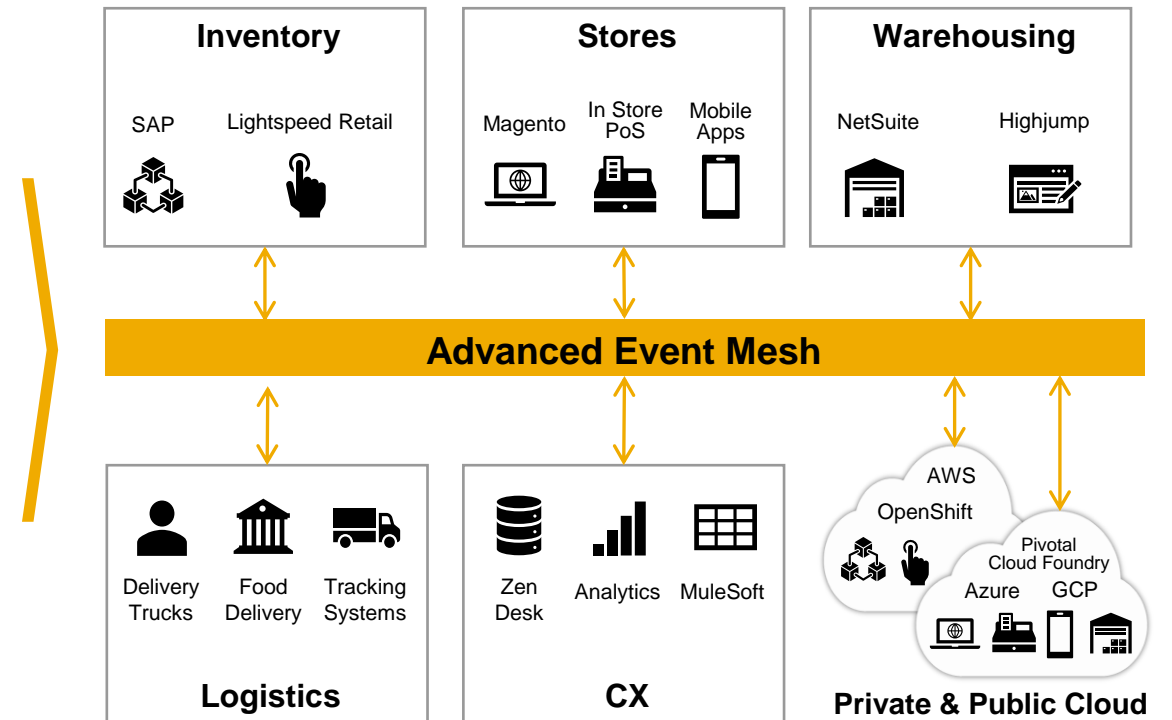 Inventory
SAP
Lightspeed Retail
Stores
Magento
In Store
PoS
Mobile
Apps
Warehousing
NetSuite
Highjump
Advanced Event Mesh
Delivery
Trucks
Food
Delivery
Tracking
Systems
Logistics
Zen
Desk
Analytics
MuleSoft
CX
AWS
OpenShift
Pivotal
Cloud Foundry
Azure
GCP
Private & Public Cloud